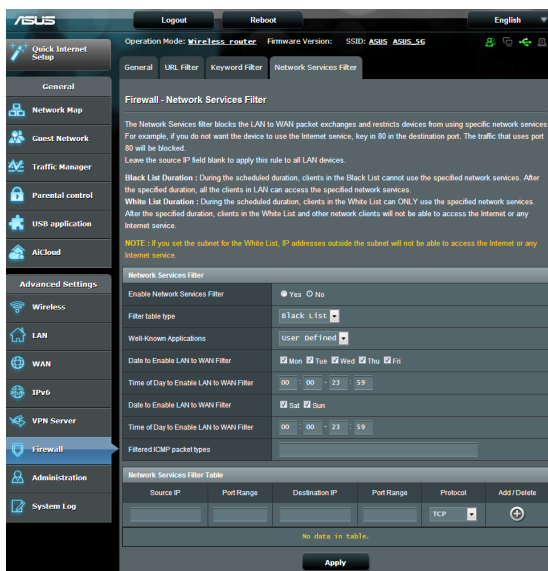 ASUS
Logout Reboot English
Quick Internet Setup
Operation Mode: Wireless router Firmware Version: SSID: ASUS ASUS_5G
General URL Filter Keyword Filter Network Services Filter
General
Network Map
Guest Network
Traffic Manager
Parental control
USB application
AiCloud
Advanced Settings
Wireless
LAN
WAN
IPv6
VPN Server
Firewall
Administration
System Log
Firewall - Network Services Filter
The Network Services filter blocks the LAN to WAN packet exchanges and restricts devices from using specific network services.
For example, if you do not want the device to use the Internet service, key in 80 in the destination port. The traffic that uses port
80 will be blocked.
Leave the source IP field blank to apply this rule to all LAN devices.
Black List Duration : During the scheduled duration, clients in the Black List cannot use the specified network services. After
the specified duration, all the clients in LAN can access the specified network services.
White List Duration : During the scheduled duration, clients in the White List can ONLY use the specified network services.
After the specified duration, clients in the White List and other network clients will not be able to access the Internet or any
Internet service.
NOTE : If you set the subnet for the White List, IP addresses outside the subnet will not be able to access the Internet or any
Internet service.
Network Services Filter
Enable Network Services Filter Yes No
Filter table type Black List
Well-Known Applications User Defined
Date to Enable LAN to WAN Filter Mon Tue Wed Thu Fri
Time of Day to Enable LAN to WAN Filter 00 : 00 - 23 : 59
Date to Enable LAN to WAN Filter Sat Sun
Time of Day to Enable LAN to WAN Filter 00 : 00 - 23 : 59
Filtered ICMP packet types
Network Services Filter Table
Source IP Port Range Destination IP Port Range Protocol Add / Delete
TCP
No data in table.
Apply